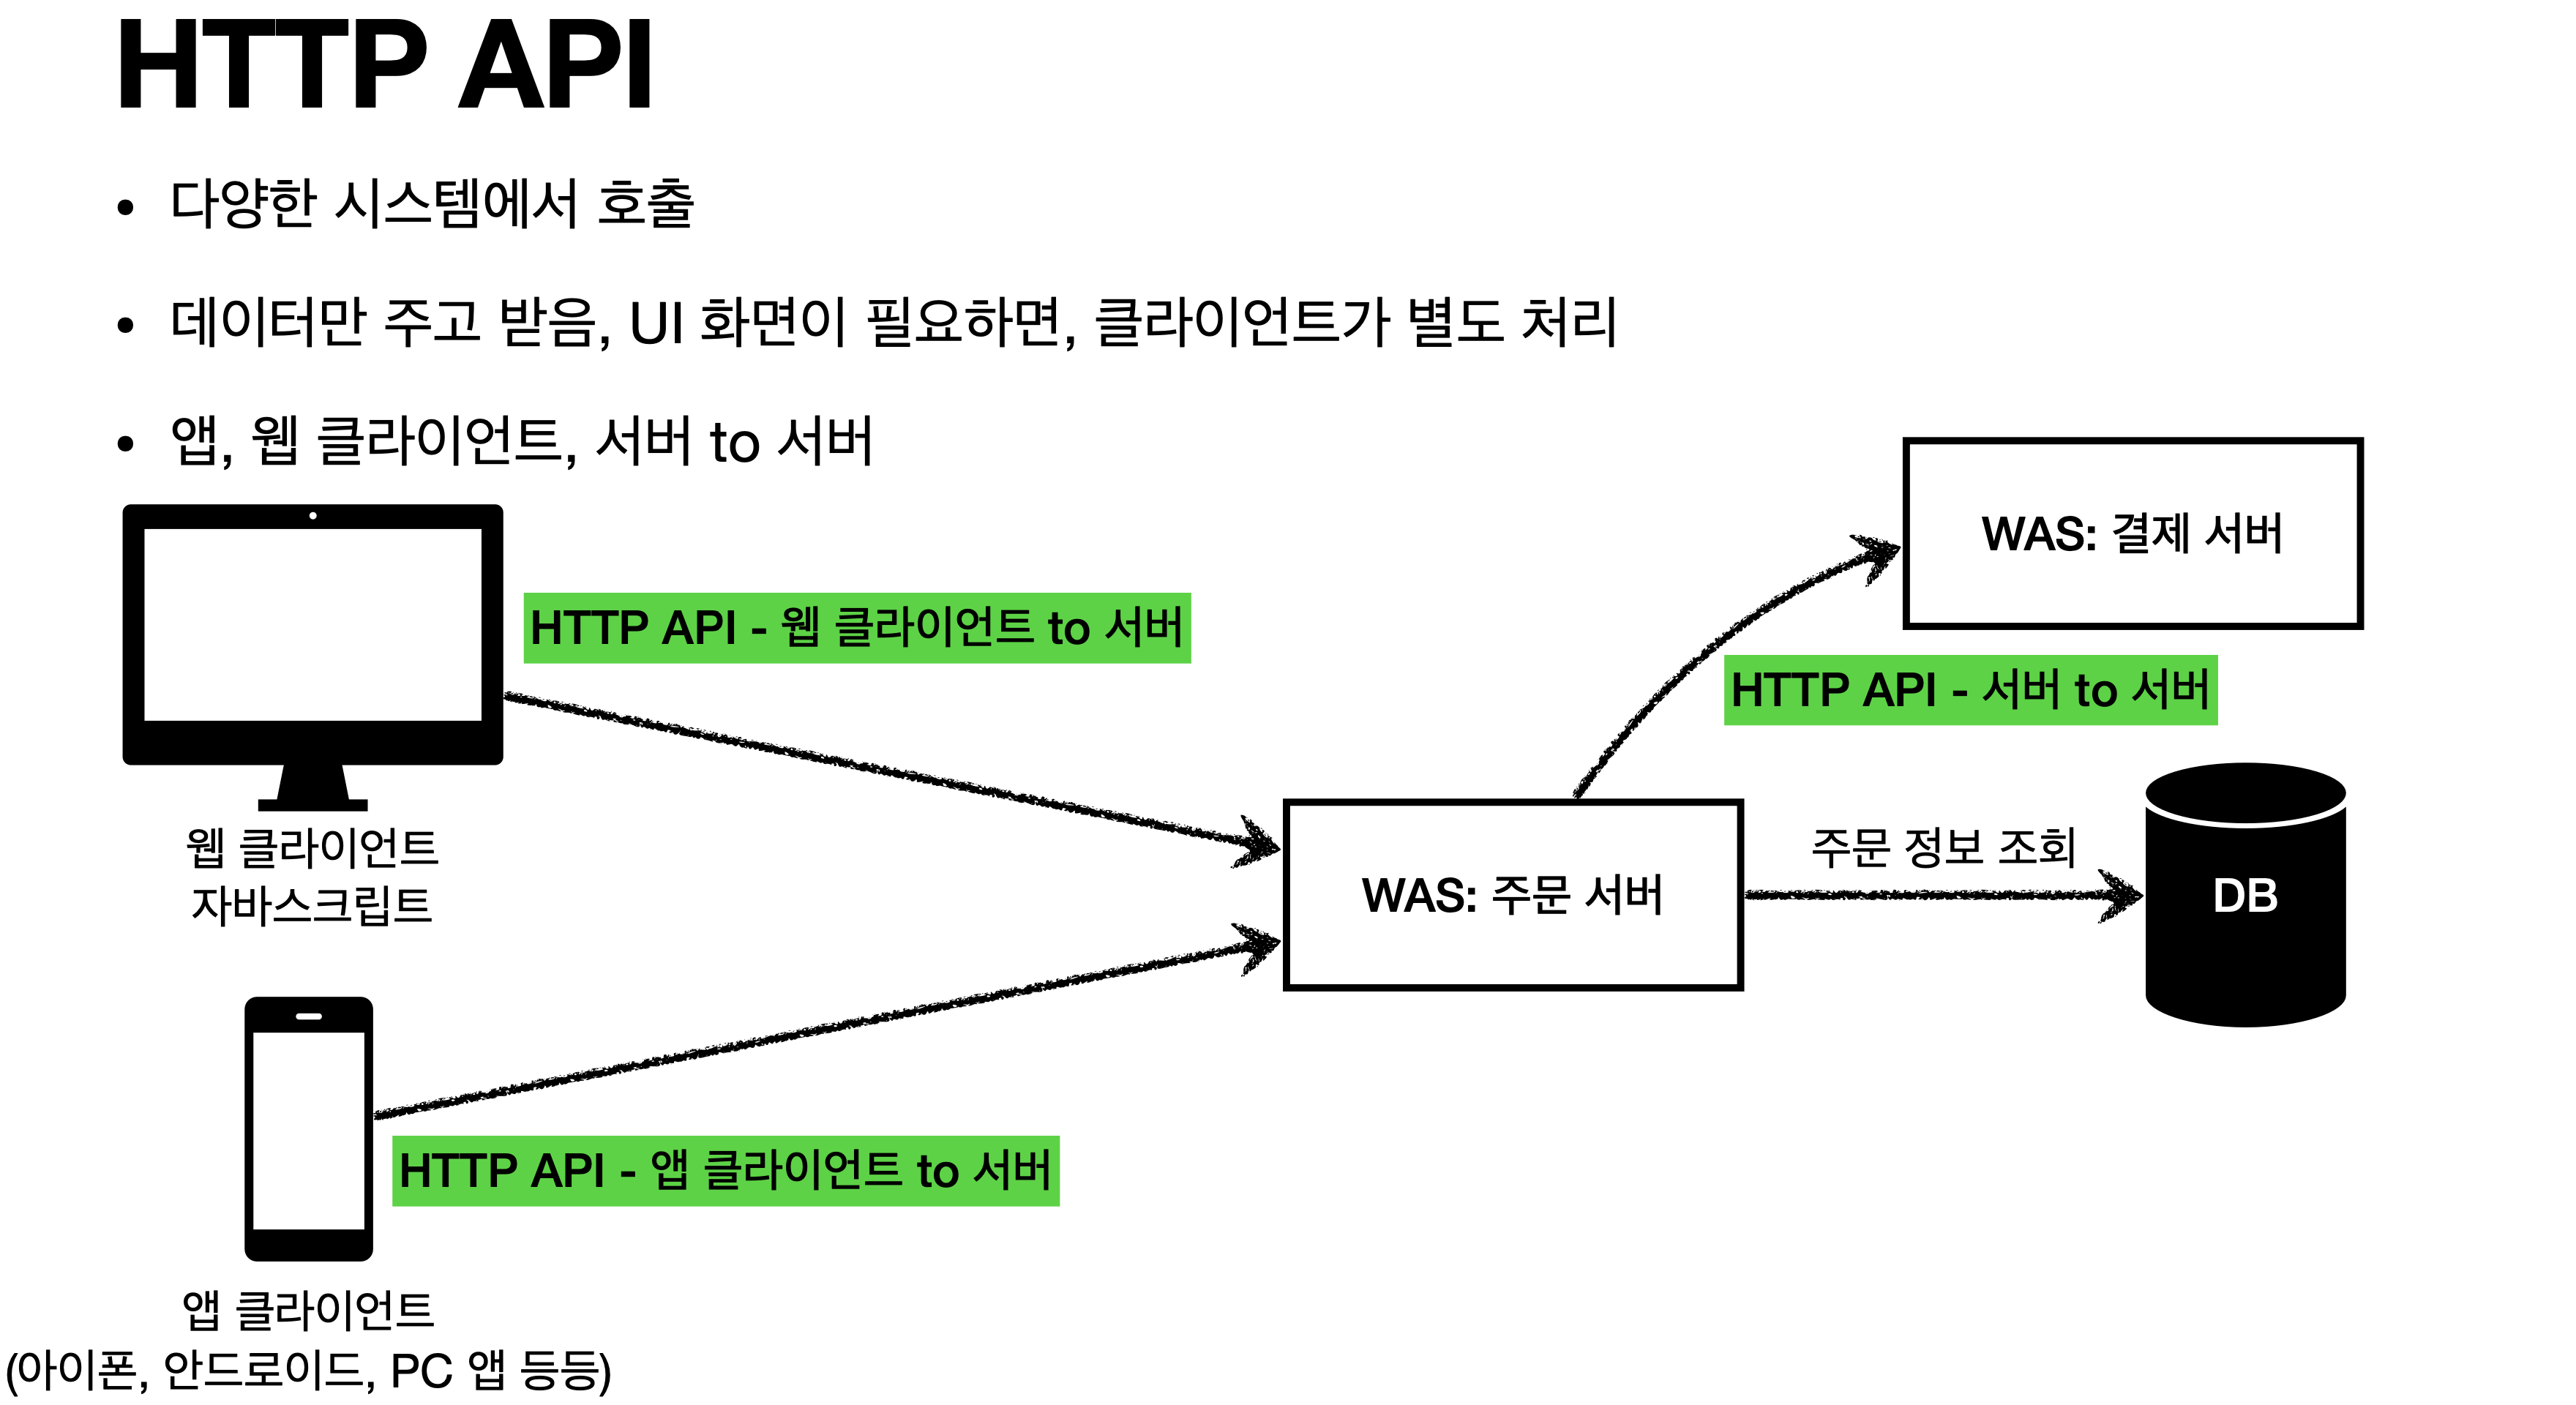 HTTP API
• 다양한 시스템에서 호출
• 데이터만 주고 받음, UI 화면이 필요하면, 클라이언트가 별도 처리
• 앱, 웹 클라이언트, 서버 to 서버
WAS: 결제 서버
HTTP API - 웹 클라이언트 to 서버
HTTP API - 서버 to 서버
웹 클라이언트
자바스크립트
WAS: 주문 서버
주문 정보 조회
DB
HTTP API - 앱 클라이언트 to 서버
앱 클라이언트
(아이폰, 안드로이드, PC 앱 등등)